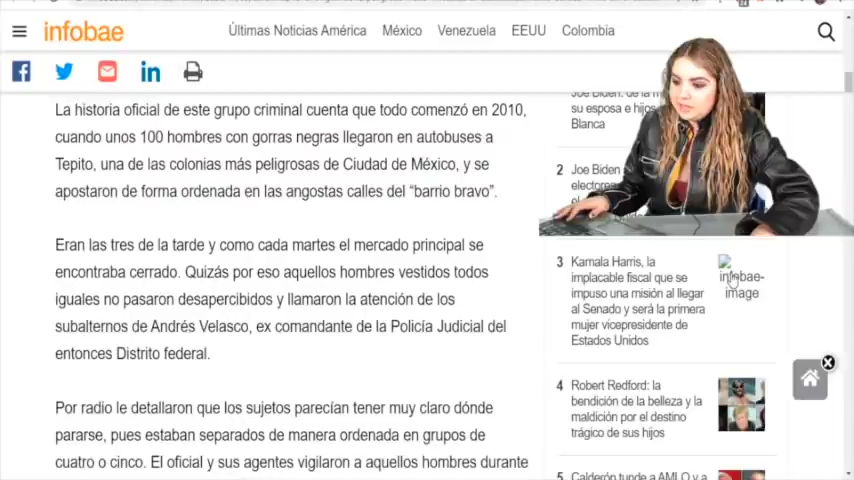 infobae
Últimas Noticias América
México
Venezuela
EEUU
Colombia
La historia oficial de este grupo criminal cuenta que todo comenzó en 2010,
cuando unos 100 hombres con gorras negras llegaron en autobuses a
Tepito, una de las colonias más peligrosas de Ciudad de México, y se
apostaron de forma ordenada en las angostas calles del “barrio bravo”.
Eran las tres de la tarde y como cada martes el mercado principal se
encontraba cerrado. Quizás por eso aquellos hombres vestidos todos
iguales no pasaron desapercibidos y llamaron la atención de los
subalternos de Andrés Velasco, ex comandante de la Policía Judicial del
entonces Distrito federal.
Por radio le detallaron que los sujetos parecían tener muy claro dónde
pararse, pues estaban separados de manera ordenada en grupos de
cuatro o cinco. El oficial y sus agentes vigilaron a aquellos hombres durante
Joe Biden: de la
su esposa e hijos
Blanca
2 Joe Biden
3 Kamala Harris, la
implacable fiscal que se
impuso una misión al llegar
al Senado y será la primera
mujer vicepresidente de
Estados Unidos
infobae-
image
4 Robert Redford: la
bendición de la belleza y la
maldición por el destino
trágico de sus hijos
5 Calderón tunde a AMLO y a